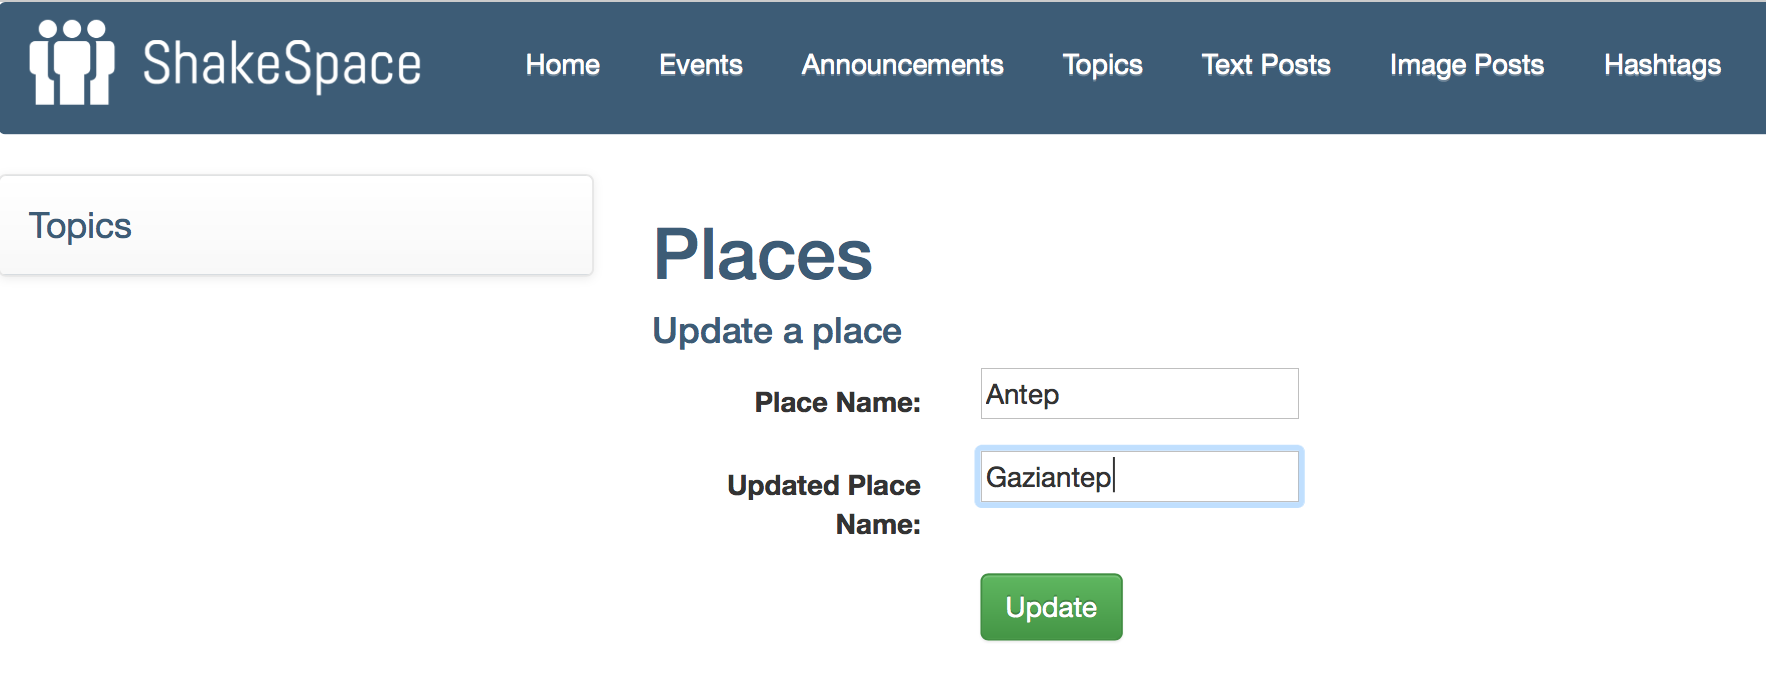 ShakeSpace Home Events Announcements Topics Text Posts Image Posts Hashtags
Topics
Places
Update a place
Place Name: Antep
Updated Place Name: Gaziantep
Update